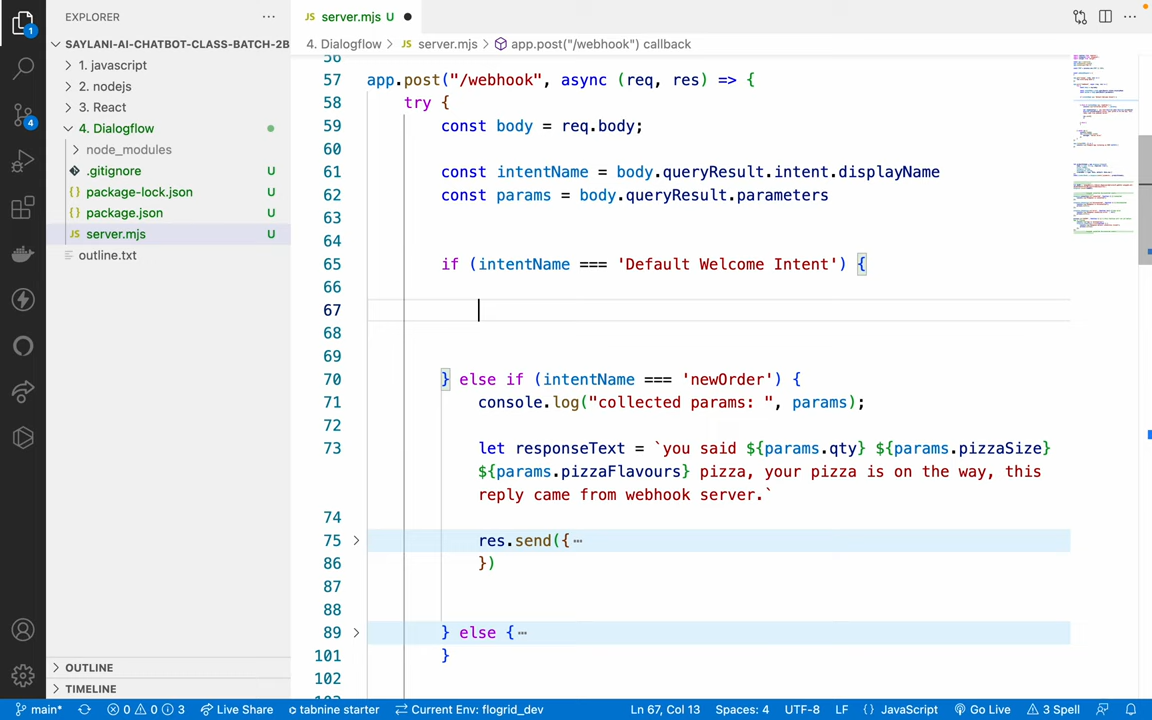 EXPLORER
JS server.mjs U
SAYLANI-AI-CHATBOT-CLASS-BATCH-2B
4. Dialogflow > JS server.mjs > app.post("/webhook") callback
1. javascript
2. nodejs
3. React
4. Dialogflow
node_modules
.gitignore U
{} package-lock.json U
{} package.json U
JS server.mjs U
outline.txt
56
57 app.post("/webhook", async (req, res) => {
58 try {
59 const body = req.body;
60
61 const intentName = body.queryResult.intent.displayName
62 const params = body.queryResult.parameters
63
64
65 if (intentName === 'Default Welcome Intent') {
66
67
68
69
70 } else if (intentName === 'newOrder') {
71 console.log("collected params: ", params);
72
73 let responseText = `you said ${params.qty} ${params.pizzaSize}
${params.pizzaFlavours} pizza, your pizza is on the way, this
reply came from webhook server.`
74
75 res.send({⋯
86 })
87
88
89 } else {⋯
101 }
102
OUTLINE
TIMELINE
1
4
main* 0 0 3 Live Share tabnine starter Current Env: flogrid_dev Ln 67, Col 13 Spaces: 4 UTF-8 LF {} JavaScript Go Live 3 Spell